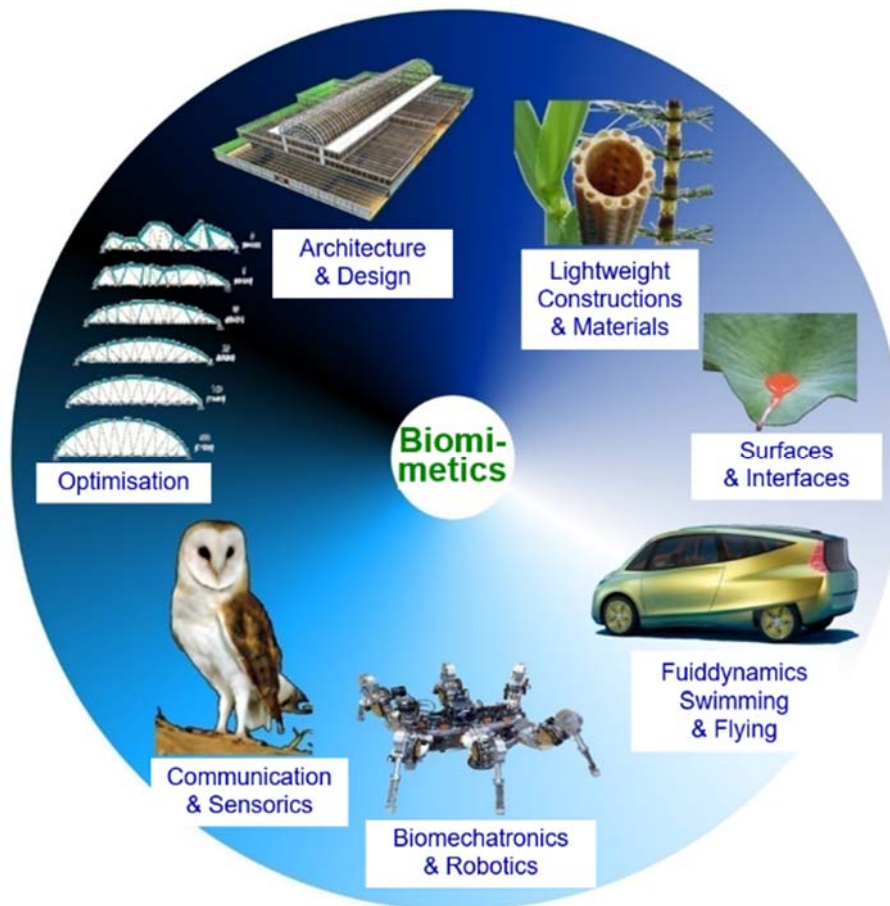 Architecture
& Design
Lightweight
Constructions
& Materials
Surfaces
& Interfaces
Fuiddynamics
Swimming
& Flying
Biomechatronics
& Robotics
Communication
& Sensorics
Optimisation
Biomi-
metics